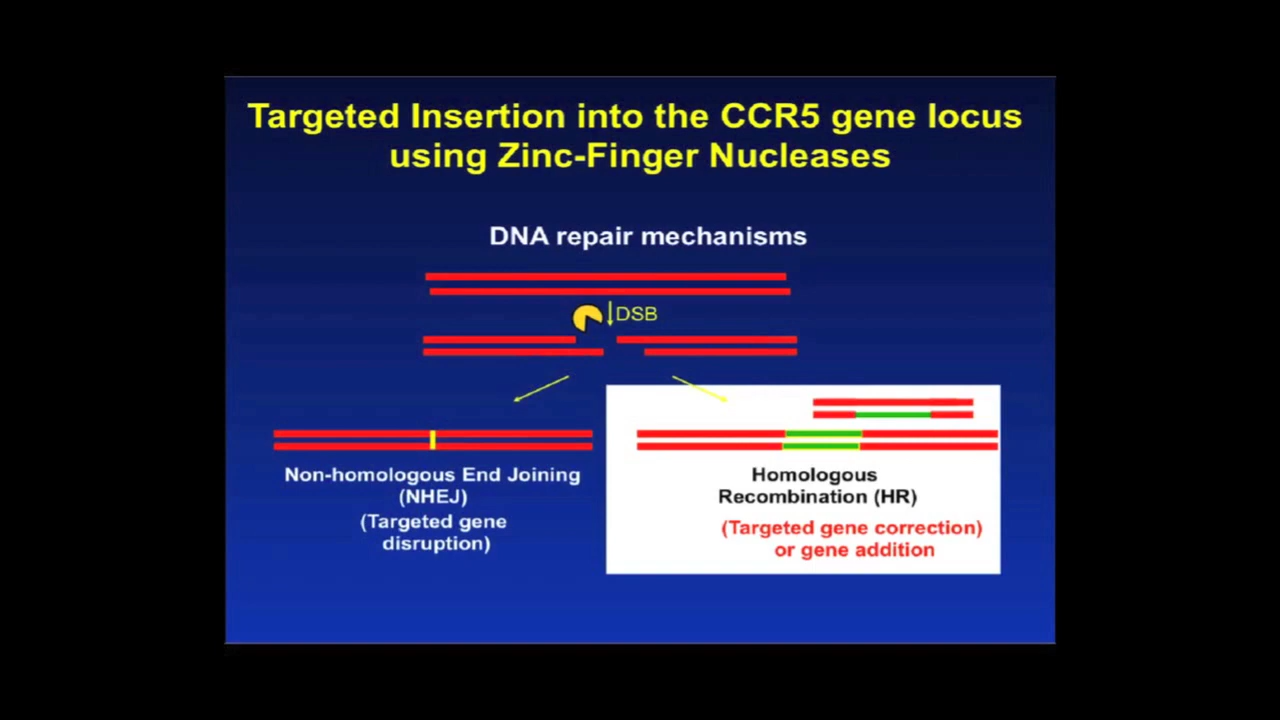 Targeted Insertion into the CCR5 gene locus
using Zinc-Finger Nucleases
DNA repair mechanisms
DSB
Non-homologous End Joining
(NHEJ)
(Targeted gene
disruption)
Homologous
Recombination (HR)
(Targeted gene correction)
or gene addition